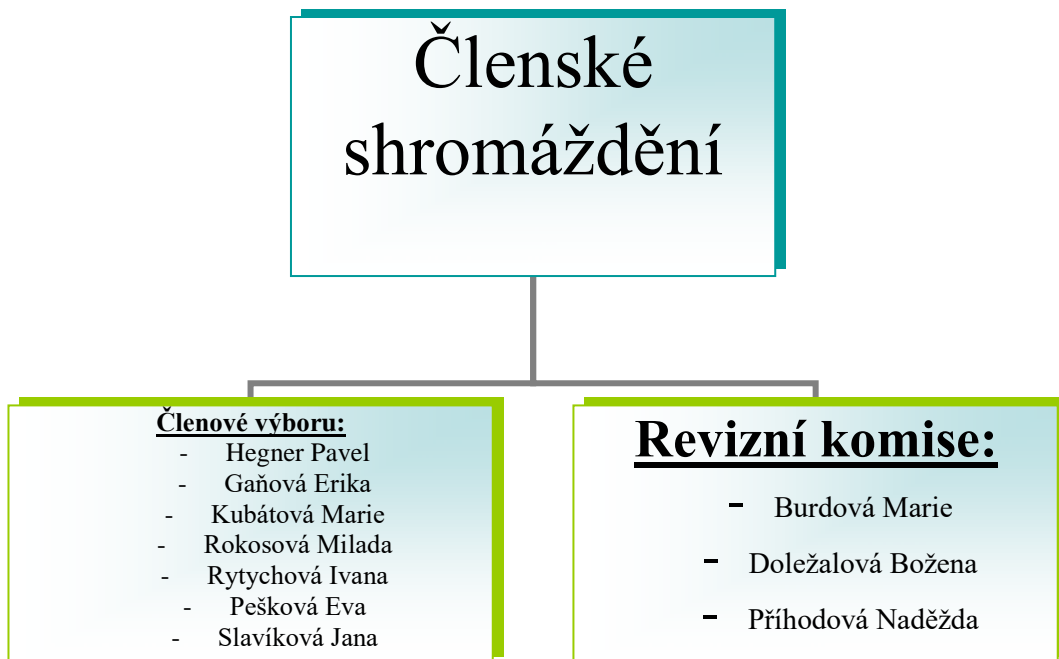 Členské
shromáždění
Členové výboru:
- Hegner Pavel
- Gaňová Erika
- Kubátová Marie
- Rokosová Milada
- Rytychová Ivana
- Pešková Eva
- Slavíková Jana
Revizní komise:
- Burdová Marie
- Doležalová Božena
- Příhodová Naděžda